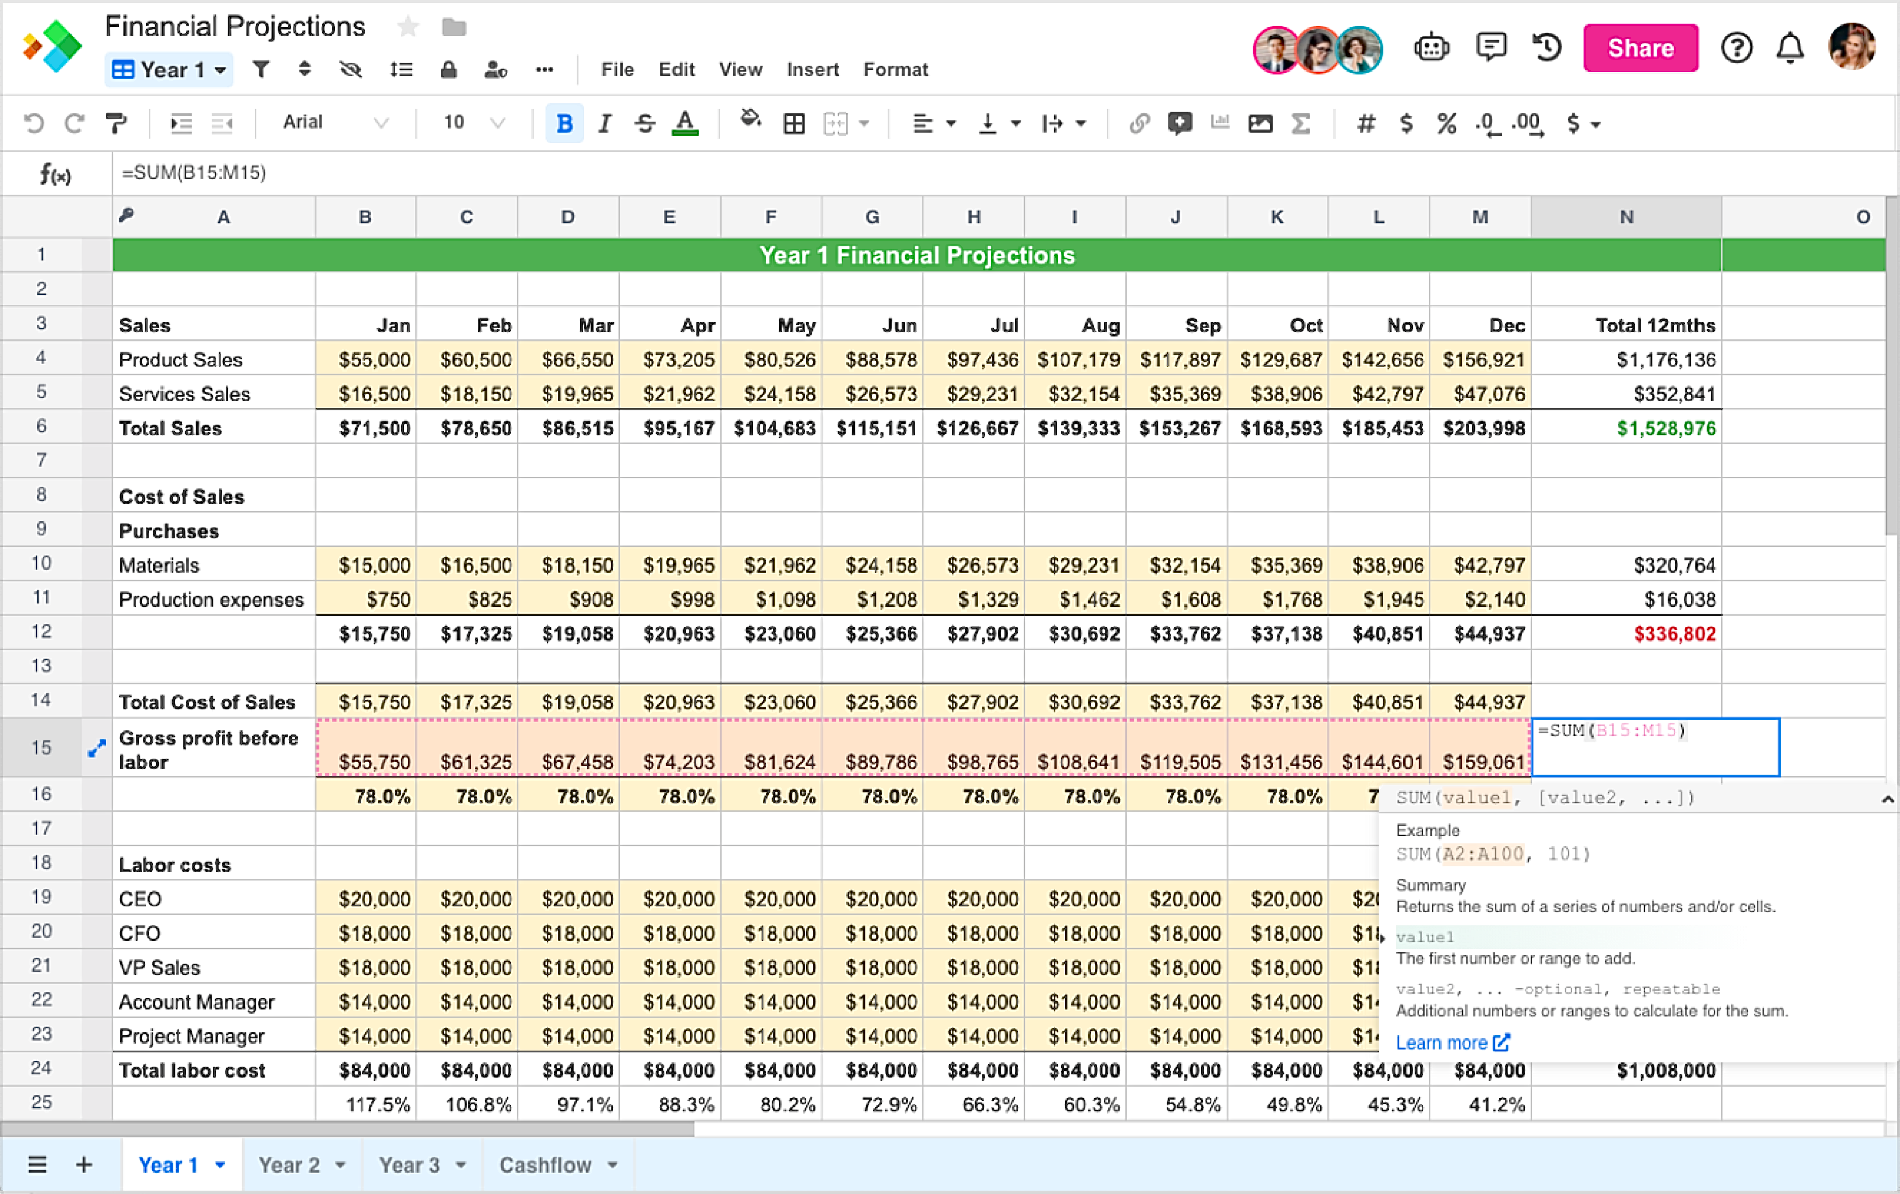 Financial Projections
Year 1
File Edit View Insert Format
Share
Arial 10 B I S A # $ % .0 .00 $
f(x) =SUM(B15:M15)
A B C D E F G H I J K L M N O
1 Year 1 Financial Projections
2
3 Sales Jan Feb Mar Apr May Jun Jul Aug Sep Oct Nov Dec Total 12mths
4 Product Sales $55,000 $60,500 $66,550 $73,205 $80,526 $88,578 $97,436 $107,179 $117,897 $129,687 $142,656 $156,921 $1,176,136
5 Services Sales $16,500 $18,150 $19,965 $21,962 $24,158 $26,573 $29,231 $32,154 $35,369 $38,906 $42,797 $47,076 $352,841
6 Total Sales $71,500 $78,650 $86,515 $95,167 $104,683 $115,151 $126,667 $139,333 $153,267 $168,593 $185,453 $203,998 $1,528,976
7
8 Cost of Sales
9 Purchases
10 Materials $15,000 $16,500 $18,150 $19,965 $21,962 $24,158 $26,573 $29,231 $32,154 $35,369 $38,906 $42,797 $320,764
11 Production expenses $750 $825 $908 $998 $1,098 $1,208 $1,329 $1,462 $1,608 $1,768 $1,945 $2,140 $16,038
12 $15,750 $17,325 $19,058 $20,963 $23,060 $25,366 $27,902 $30,692 $33,762 $37,138 $40,851 $44,937 $336,802
13
14 Total Cost of Sales $15,750 $17,325 $19,058 $20,963 $23,060 $25,366 $27,902 $30,692 $33,762 $37,138 $40,851 $44,937
15 Gross profit before
labor $55,750 $61,325 $67,458 $74,203 $81,624 $89,786 $98,765 $108,641 $119,505 $131,456 $144,601 $159,061 =SUM(B15:M15)
16 78.0% 78.0% 78.0% 78.0% 78.0% 78.0% 78.0% 78.0% 78.0% 78.0% 7
17
18 Labor costs
19 CEO $20,000 $20,000 $20,000 $20,000 $20,000 $20,000 $20,000 $20,000 $20,000 $20,000 $20
20 CFO $18,000 $18,000 $18,000 $18,000 $18,000 $18,000 $18,000 $18,000 $18,000 $18,000 $18
21 VP Sales $18,000 $18,000 $18,000 $18,000 $18,000 $18,000 $18,000 $18,000 $18,000 $18,000 $18
22 Account Manager $14,000 $14,000 $14,000 $14,000 $14,000 $14,000 $14,000 $14,000 $14,000 $14,000 $14
23 Project Manager $14,000 $14,000 $14,000 $14,000 $14,000 $14,000 $14,000 $14,000 $14,000 $14,000 $14
24 Total labor cost $84,000 $84,000 $84,000 $84,000 $84,000 $84,000 $84,000 $84,000 $84,000 $84,000 $84,000 $84,000 $1,008,000
25 117.5% 106.8% 97.1% 88.3% 80.2% 72.9% 66.3% 60.3% 54.8% 49.8% 45.3% 41.2%
SUM(value1, [value2, ...])
Example
SUM(A2:A100, 101)
Summary
Returns the sum of a series of numbers and/or cells.
value1
The first number or range to add.
value2, ... -optional, repeatable
Additional numbers or ranges to calculate for the sum.
Learn more
Year 1 Year 2 Year 3 Cashflow